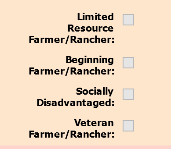 Limited
Resource
Farmer/Rancher:
Beginning
Farmer/Rancher:
Socially
Disadvantaged:
Veteran
Farmer/Rancher: